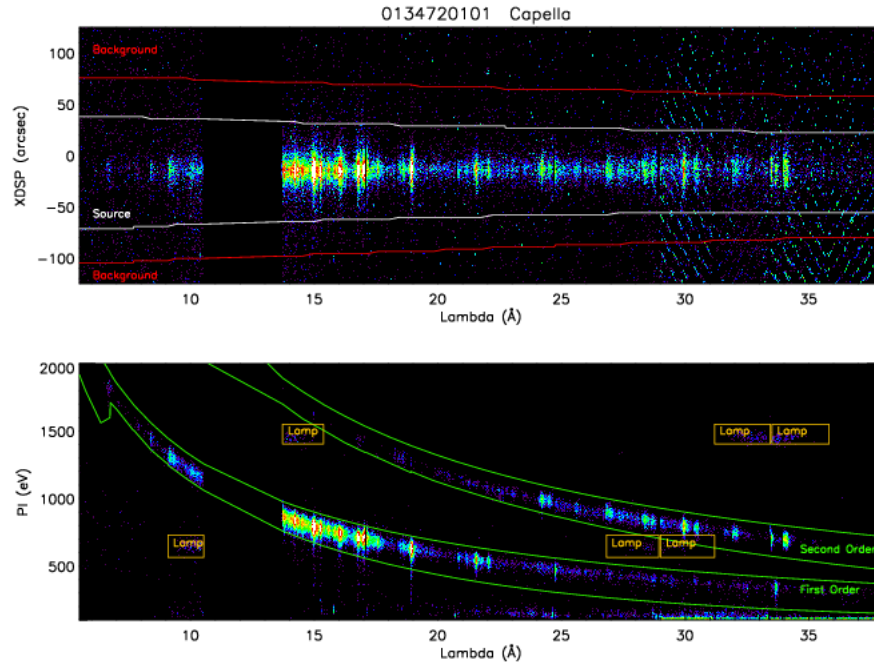 0134720101 Capella
XDSP (arcsec)
100
50
0
−50
−100
Background
Source
Background
10 15 20 25 30 35
Lambda (Å)
PI (eV)
2000
1500
1000
500
Lamp Lamp Lamp
Lamp Lamp Lamp
Second Order
First Order
10 15 20 25 30 35
Lambda (Å)